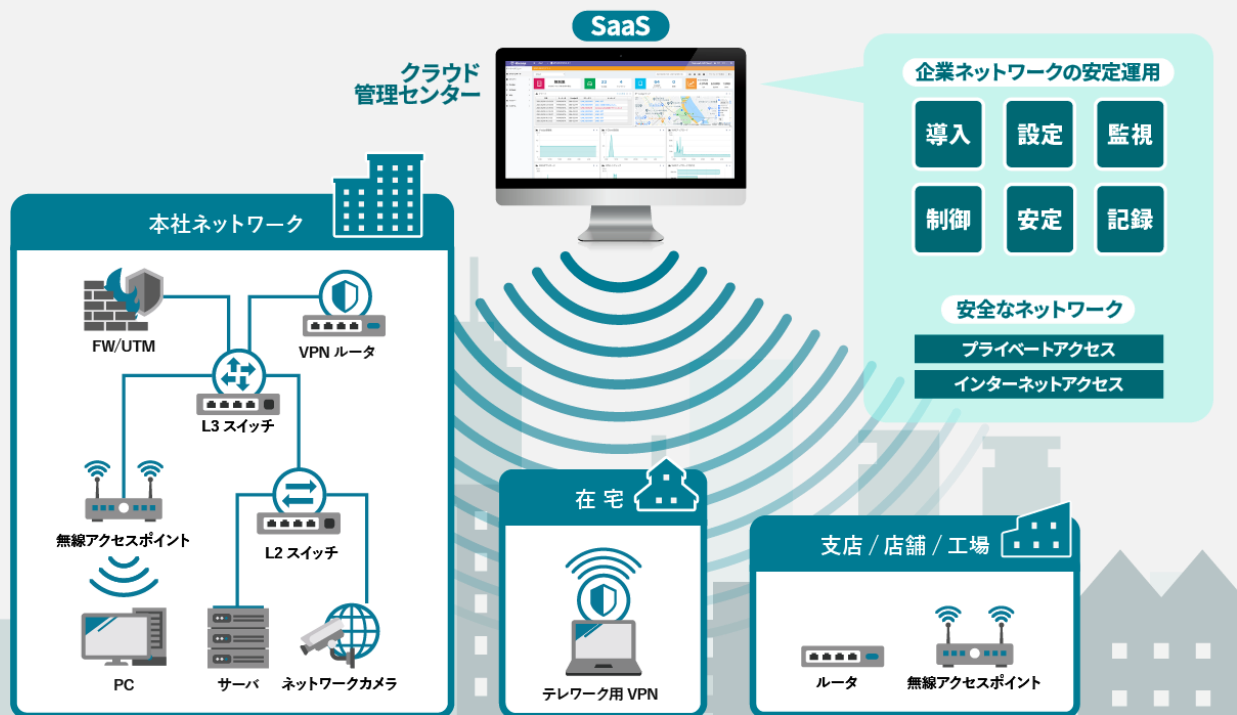 SaaS
クラウド
管理センター
企業ネットワークの安定運用
導入
設定
監視
制御
安定
記録
安全なネットワーク
プライベートアクセス
インターネットアクセス
本社ネットワーク
FW/UTM
VPN ルータ
L3 スイッチ
無線アクセスポイント
L2 スイッチ
PC
サーバ
ネットワークカメラ
在宅
テレワーク用 VPN
支店 / 店舗 / 工場
ルータ
無線アクセスポイント